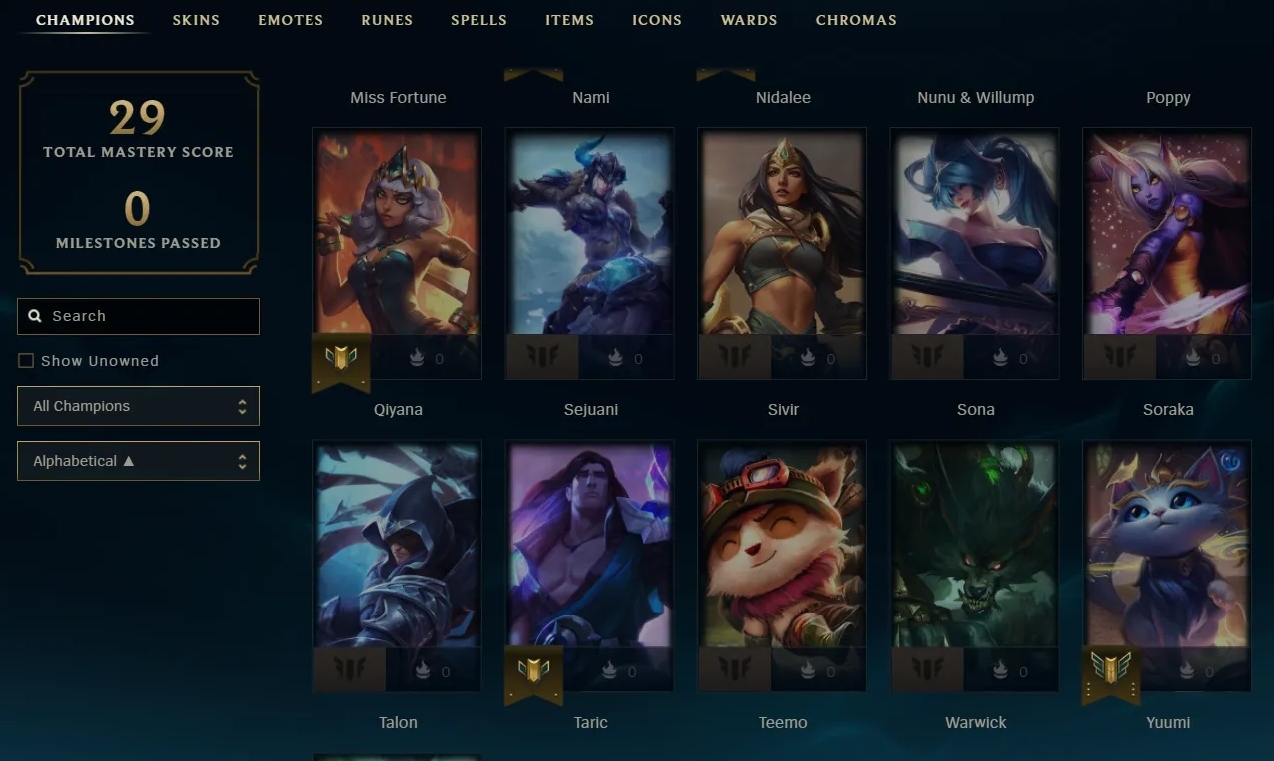 CHAMPIONS SKINS EMOTES RUNES SPELLS ITEMS ICONS WARDS CHROMAS
29
TOTAL MASTERY SCORE
0
MILESTONES PASSED
Search
Show Unowned
All Champions
Alphabetical ▲
Miss Fortune Nami Nidalee Nunu & Willump Poppy
0 0 0 0 0
Qiyana Sejuani Sivir Sona Soraka
0 0 0 0 0
Talon Taric Teemo Warwick Yuumi